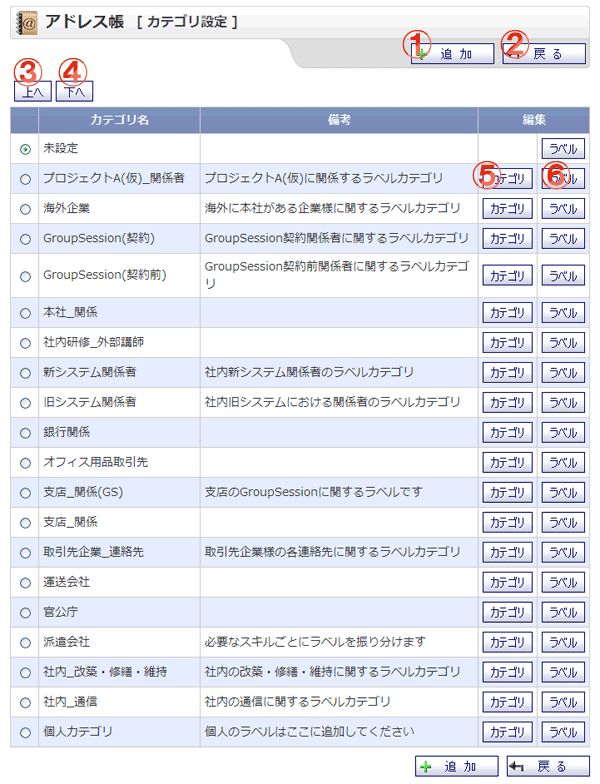 アドレス帳 [ カテゴリ設定 ]
① 追 加 ② 戻 る
③ ④
上へ 下へ
カテゴリ名 備考 編集
未設定 ラベル
プロジェクトA(仮)_関係者 プロジェクトA(仮)に関係するラベルカテゴリ ⑤ カテゴリ ⑥ ラベル
海外企業 海外に本社がある企業様に関するラベルカテゴリ カテゴリ ラベル
GroupSession(契約) GroupSession契約関係者に関するラベルカテゴリ カテゴリ ラベル
GroupSession(契約前) GroupSession契約前関係者に関するラベルカテゴ
リ カテゴリ ラベル
本社_関係 カテゴリ ラベル
社内研修_外部講師 カテゴリ ラベル
新システム関係者 社内新システム関係者のラベルカテゴリ カテゴリ ラベル
旧システム関係者 社内旧システムにおける関係者のラベルカテゴリ カテゴリ ラベル
銀行関係 カテゴリ ラベル
オフィス用品取引先 カテゴリ ラベル
支店_関係(GS) 支店のGroupSessionに関するラベルです カテゴリ ラベル
支店_関係 カテゴリ ラベル
取引先企業_連絡先 取引先企業様の各連絡先に関するラベルカテゴリ カテゴリ ラベル
運送会社 カテゴリ ラベル
官公庁 カテゴリ ラベル
派遣会社 必要なスキルごとにラベルを振り分けます カテゴリ ラベル
社内_改築・修繕・維持 社内の改築・修繕・維持に関するラベルカテゴリ カテゴリ ラベル
社内_通信 社内の通信に関するラベルカテゴリ カテゴリ ラベル
個人カテゴリ 個人のラベルはここに追加してください カテゴリ ラベル
追 加 戻 る